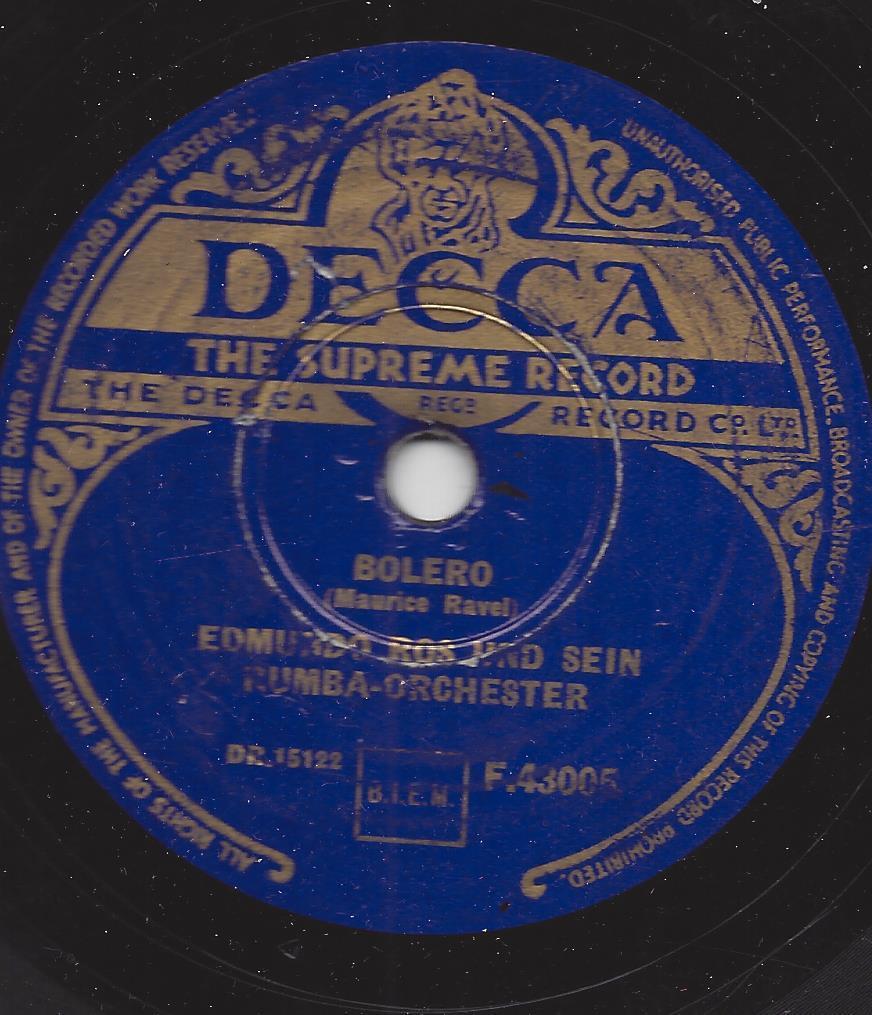 ALL RIGHTS OF THE MANUFACTURER AND OF THE OWNER OF THE RECORDED WORK RESERVED
UNAUTHORISED PUBLIC PERFORMANCE, BROADCASTING AND COPYING OF THIS RECORD PROHIBITED.
DECCA
THE SUPREME RECORD
THE DECCA REGD RECORD CO. LTD.
BOLERO
(Maurice Ravel)
EDMUNDO ROS UND SEIN
RUMBA-ORCHESTER
DR.15122 B.I.E.M. F.43005